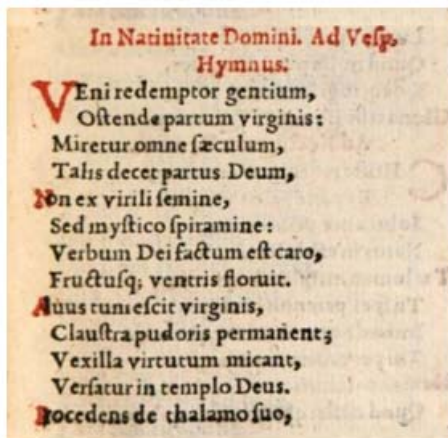 In Natiuitate Domini. Ad Veſp.
Hymnus.
VEni redemptor gentium,
Oſtende partum virginis:
Miretur omne ſæculum,
Talis decet partus Deum,
Non ex virili ſemine,
Sed myſtico ſpiramine:
Verbum Dei factum eſt caro,
Fructuſq; ventris floruit.
Aluus tumeſcit virginis,
Clauſtra pudoris permanent;
Vexilla virtutum micant,
Verſatur in templo Deus.
Procedens de thalamo ſuo,